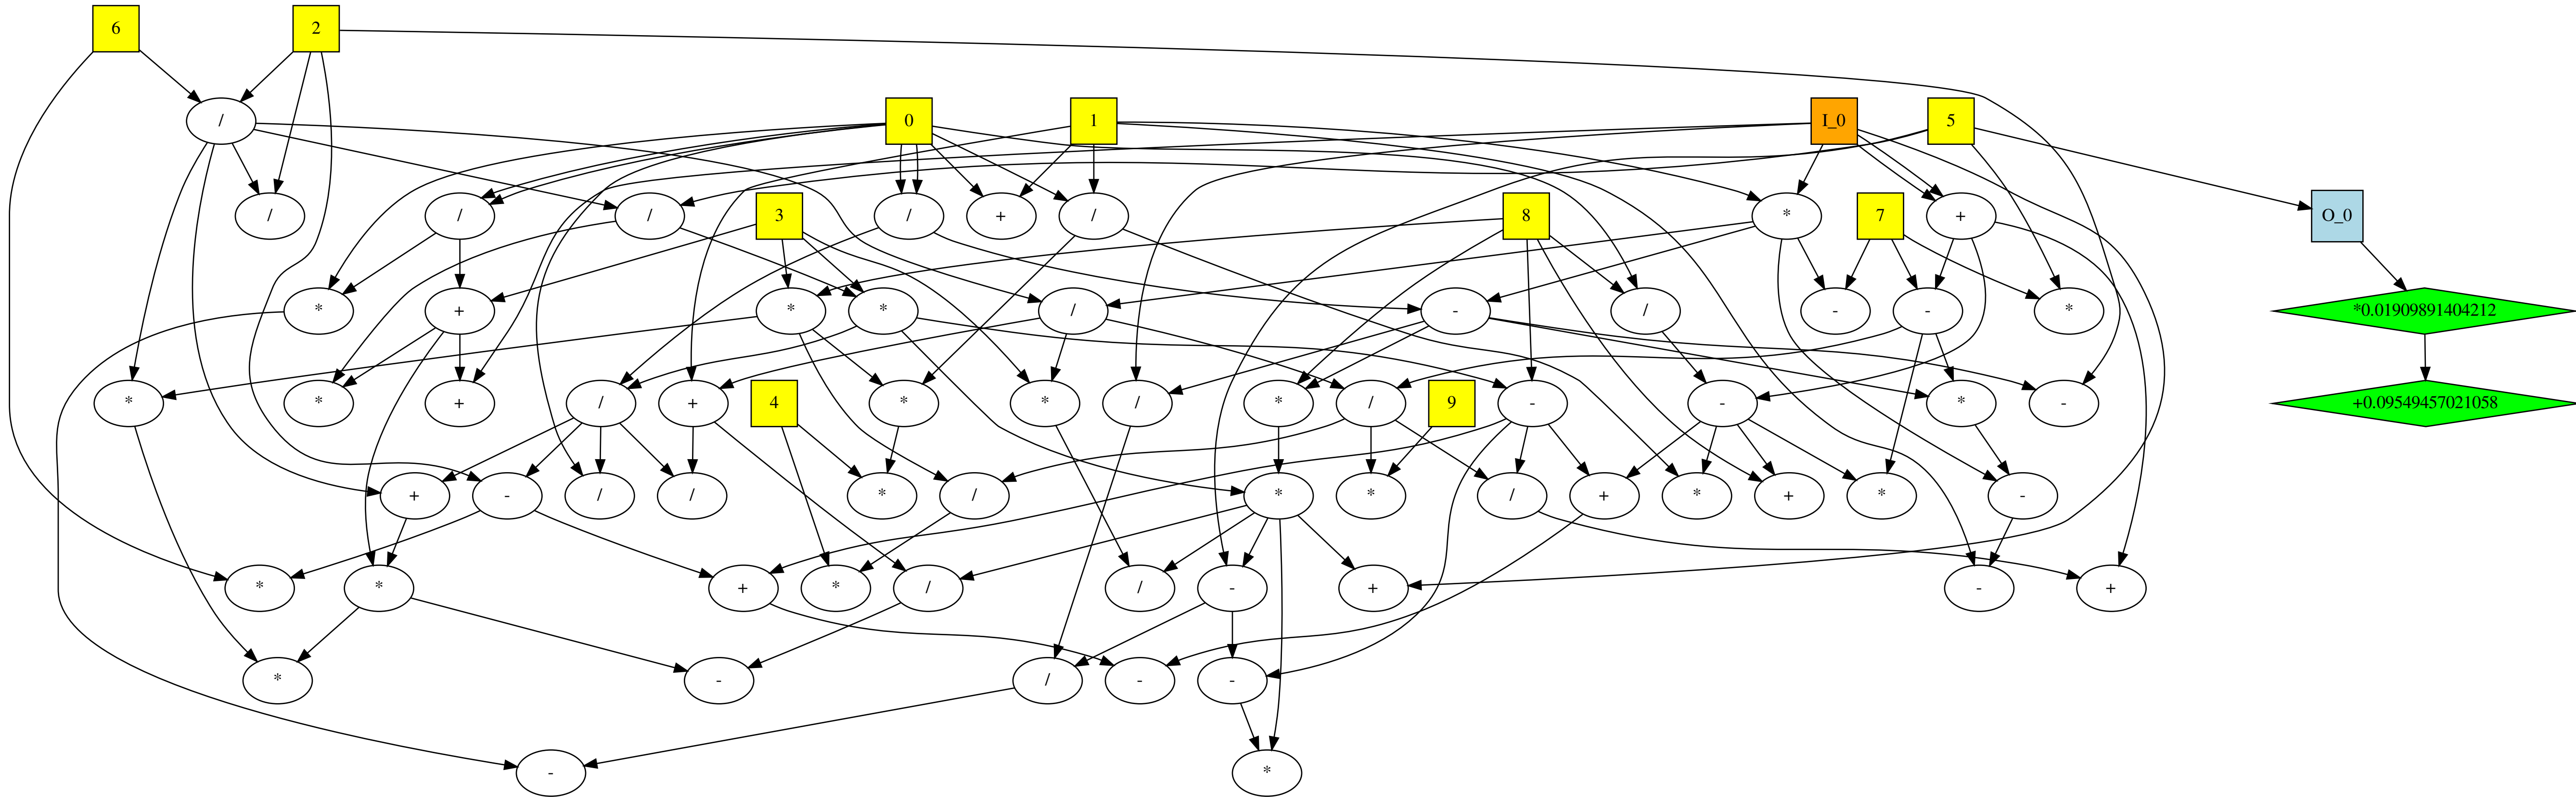 6 2
/ 0 1 I_0 5
/ / / 3 / + / 8 * 7 + O_0
* + * * / - / - - * *0.01909891404212
* * + / + 4 * * / * / 9 - - * - +0.09549457021058
+ - / / * / * * / + * + * -
* * + * / / - + - +
* - / - -
- *